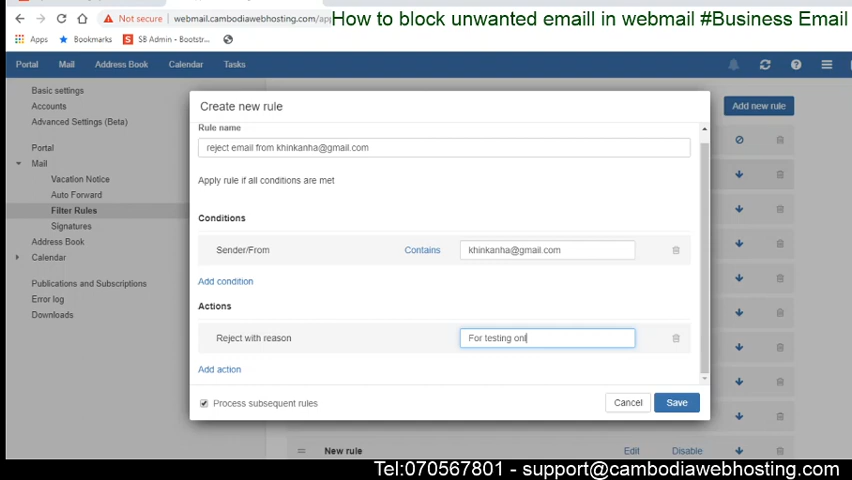 How to block unwanted emaill in webmail #Business Email
Not secure
webmail.cambodiawebhosting.com/ap
Apps
Bookmarks
SB Admin - Bootstr...
Portal
Mail
Address Book
Calendar
Tasks
Basic settings
Accounts
Advanced Settings (Beta)
Portal
Mail
Vacation Notice
Auto Forward
Filter Rules
Signatures
Address Book
Calendar
Publications and Subscriptions
Error log
Downloads
Add new rule
Create new rule
Rule name
reject email from khinkanha@gmail.com
Apply rule if all conditions are met
Conditions
Sender/From
Contains
khinkanha@gmail.com
Add condition
Actions
Reject with reason
For testing onl
Add action
Process subsequent rules
Cancel
Save
New rule
Edit
Disable
Tel:070567801 - support@cambodiawebhosting.com